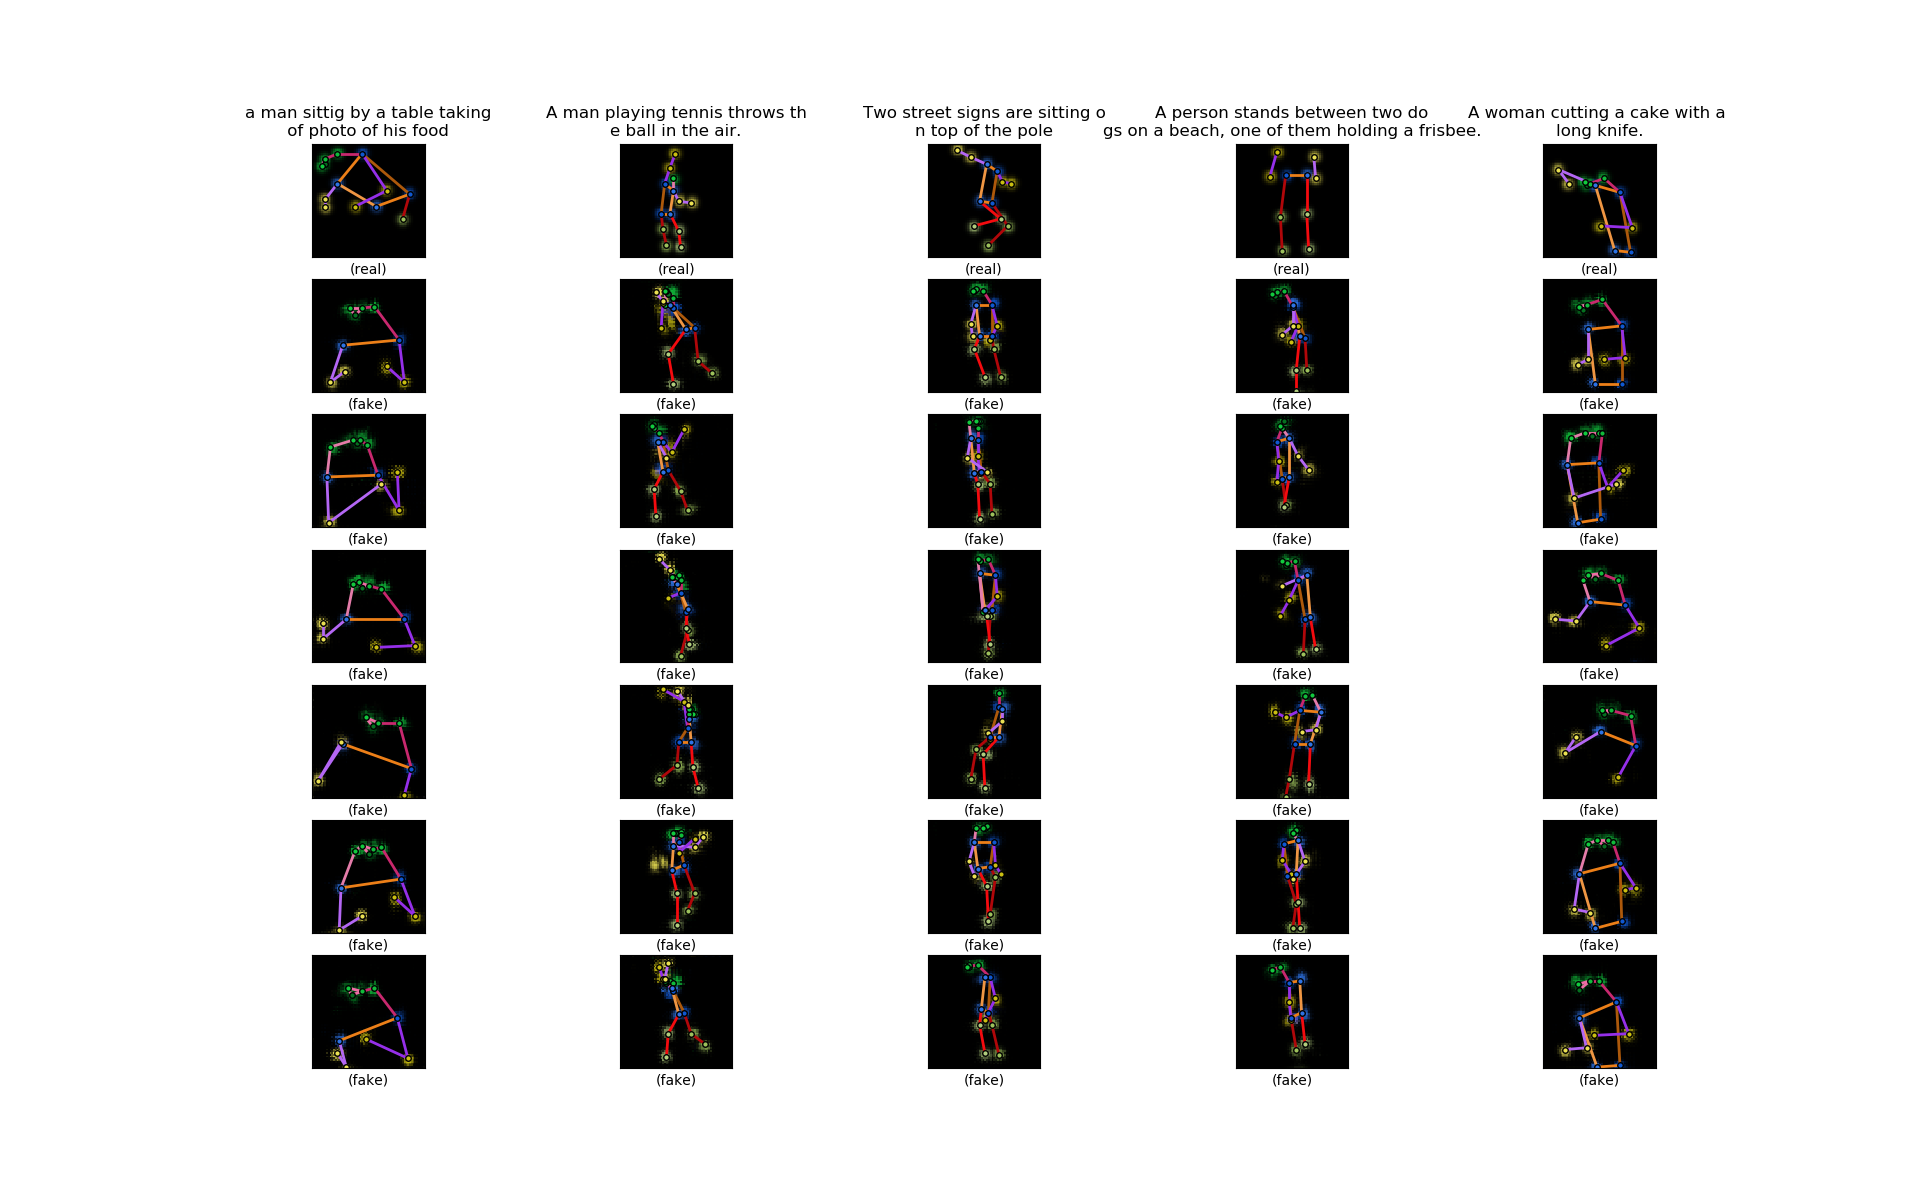 a man sittig by a table taking
of photo of his food
A man playing tennis throws th
e ball in the air.
Two street signs are sitting o
n top of the pole
A person stands between two do
gs on a beach, one of them holding a frisbee.
A woman cutting a cake with a
long knife.
(real) (real) (real) (real) (real)
(fake) (fake) (fake) (fake) (fake)
(fake) (fake) (fake) (fake) (fake)
(fake) (fake) (fake) (fake) (fake)
(fake) (fake) (fake) (fake) (fake)
(fake) (fake) (fake) (fake) (fake)
(fake) (fake) (fake) (fake) (fake)